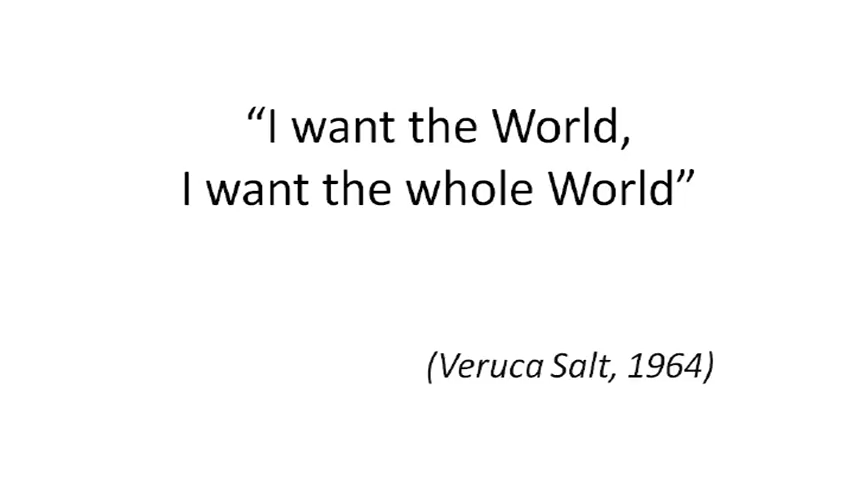 “I want the World,
I want the whole World”
(Veruca Salt, 1964)